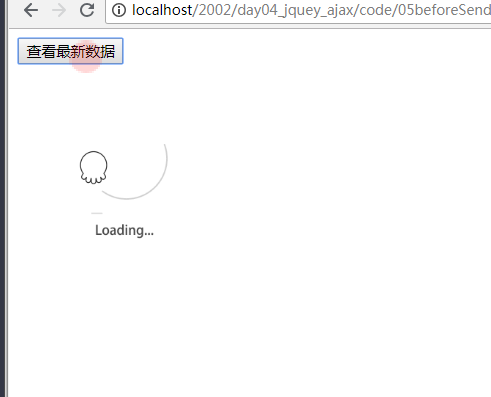 localhost/2002/day04_jquey_ajax/code/05beforeSend
查看最新数据
Loading...